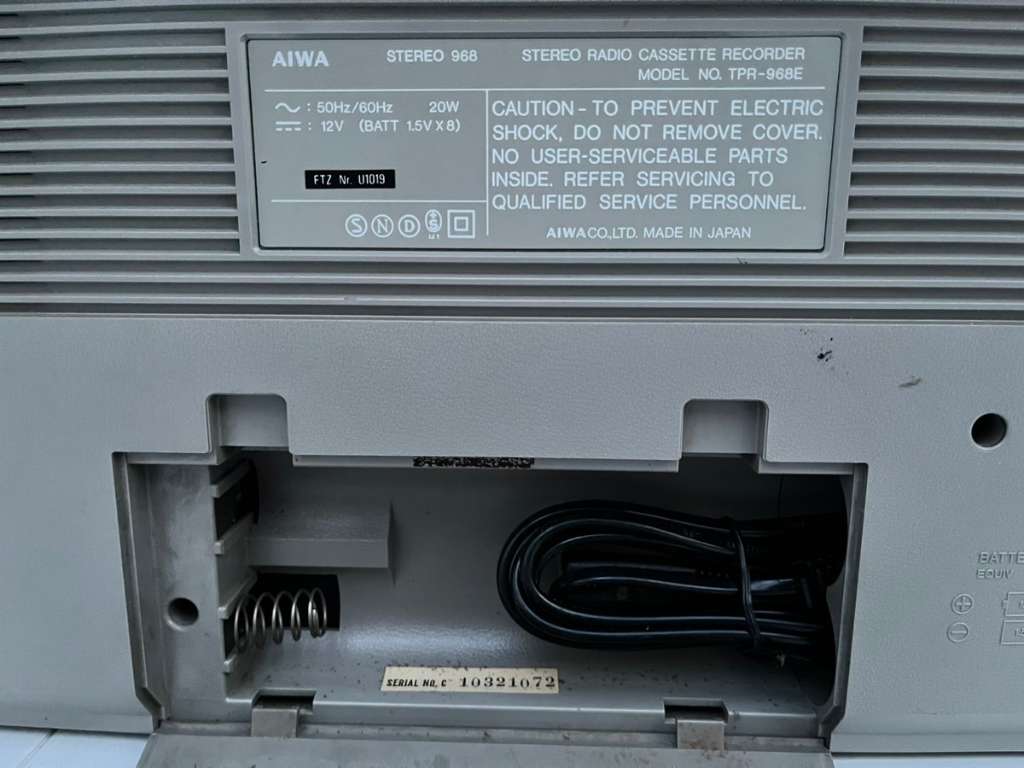 AIWA STEREO 968 STEREO RADIO CASSETTE RECORDER
MODEL NO. TPR-968E
∼ : 50Hz/60Hz 20W
⎓ : 12V (BATT 1.5V X 8)
FTZ Nr. U1019
S N D S
M1
CAUTION - TO PREVENT ELECTRIC
SHOCK, DO NOT REMOVE COVER.
NO USER-SERVICEABLE PARTS
INSIDE. REFER SERVICING TO
QUALIFIED SERVICE PERSONNEL.
AIWA CO., LTD. MADE IN JAPAN
BATTE
EQUIV
SERIAL NO. C 10321072